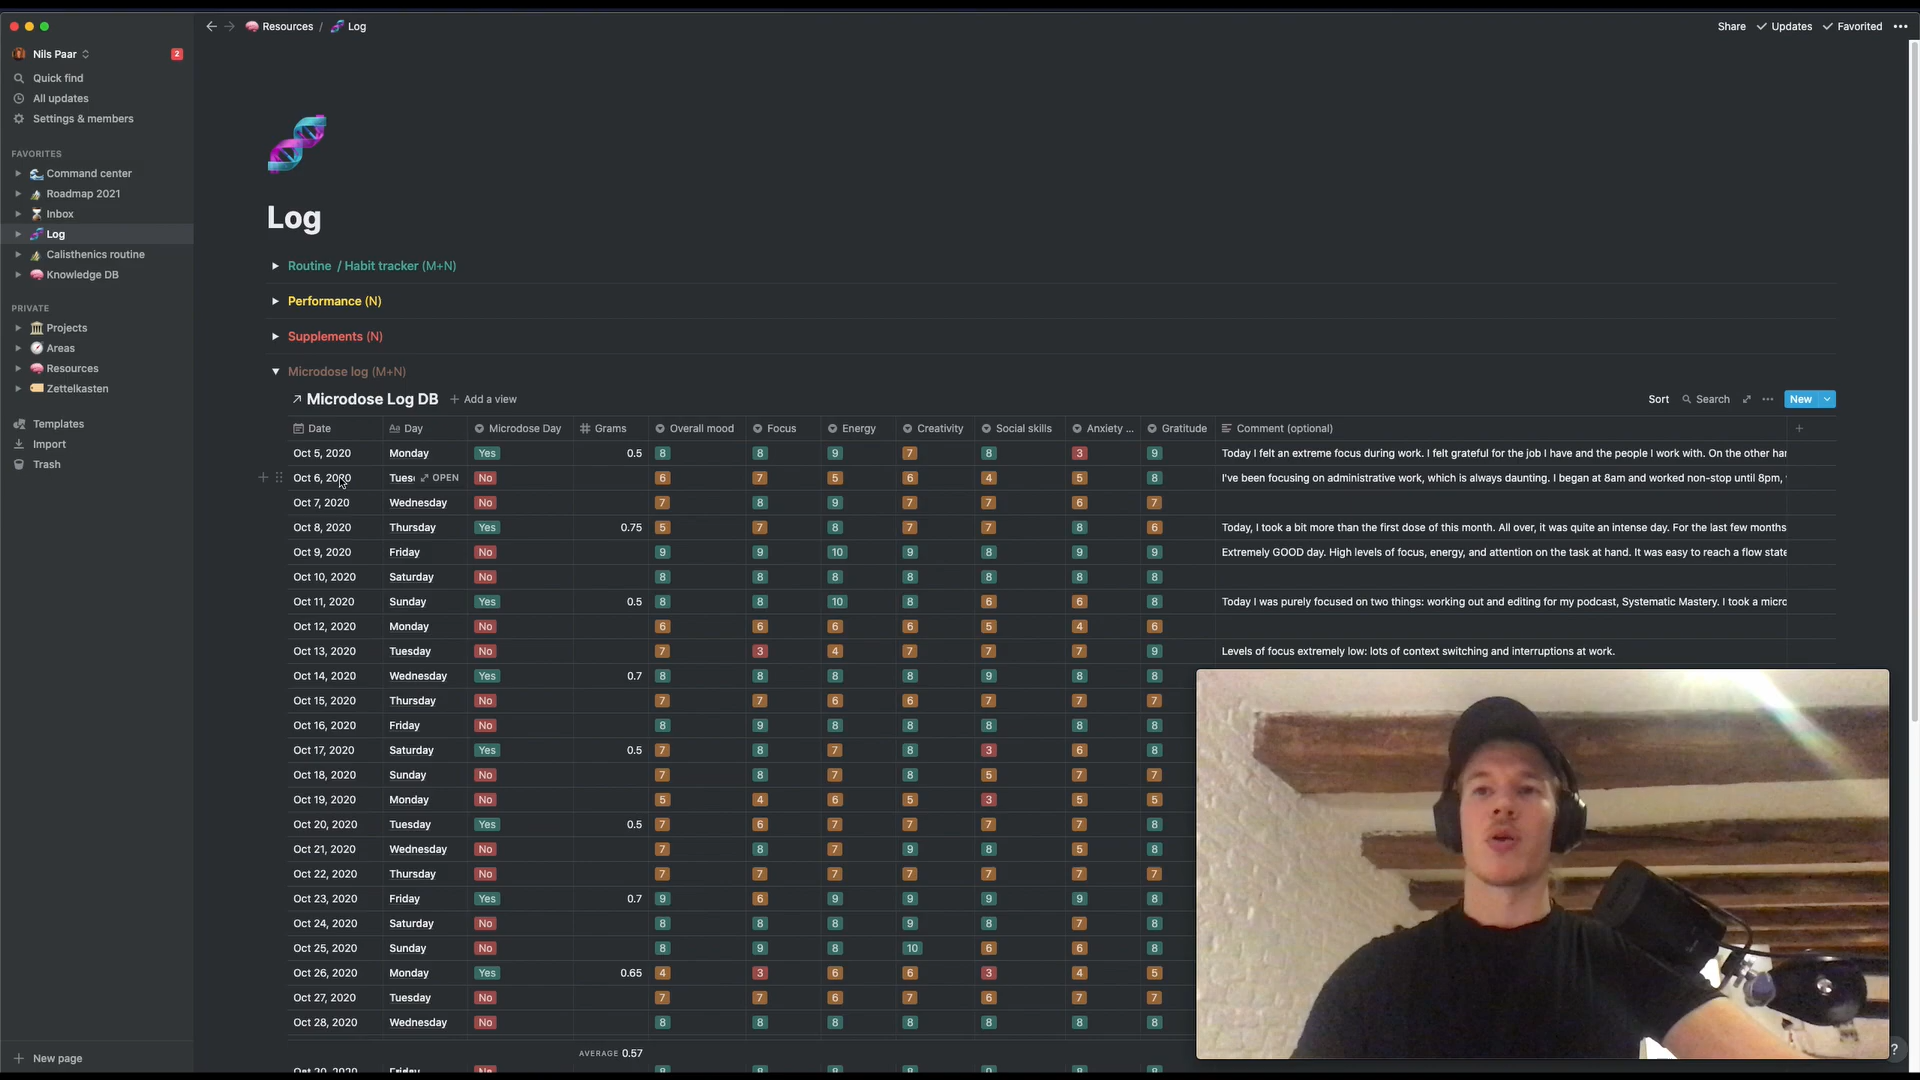 Resources / Log
Share Updates Favorited
Nils Paar 2
Quick find
All updates
Settings & members
FAVORITES
Command center
Roadmap 2021
Inbox
Log
Calisthenics routine
Knowledge DB
PRIVATE
Projects
Areas
Resources
Zettelkasten
Templates
Import
Trash
New page
Log
Routine / Habit tracker (M+N)
Performance (N)
Supplements (N)
Microdose log (M+N)
Microdose Log DB + Add a view Sort Search New
Date Aa Day Microdose Day # Grams Overall mood Focus Energy Creativity Social skills Anxiety ... Gratitude Comment (optional)
Oct 5, 2020 Monday Yes 0.5 8 8 9 7 8 3 9 Today I felt an extreme focus during work. I felt grateful for the job I have and the people I work with. On the other
Oct 6, 2020 Tues OPEN No 6 7 5 6 4 5 8 I've been focusing on administrative work, which is always daunting. I began at 8am and worked non-stop until 8pm,
Oct 7, 2020 Wednesday No 7 8 9 7 7 6 7
Oct 8, 2020 Thursday Yes 0.75 5 7 8 7 7 8 6 Today, I took a bit more than the first dose of this month. All over, it was quite an intense day. For the last few months
Oct 9, 2020 Friday No 9 9 10 9 8 9 9 Extremely GOOD day. High levels of focus, energy, and attention on the task at hand. It was easy to reach a flow state
Oct 10, 2020 Saturday No 8 8 8 8 8 8 8
Oct 11, 2020 Sunday Yes 0.5 8 8 10 8 6 6 8 Today I was purely focused on two things: working out and editing for my podcast, Systematic Mastery. I took a micro
Oct 12, 2020 Monday No 6 6 6 6 5 4 6
Oct 13, 2020 Tuesday No 7 3 4 7 7 7 9 Levels of focus extremely low: lots of context switching and interruptions at work.
Oct 14, 2020 Wednesday Yes 0.7 8 8 8 8 9 8 8
Oct 15, 2020 Thursday No 7 7 6 6 7 7 7
Oct 16, 2020 Friday No 8 9 8 8 8 8 8
Oct 17, 2020 Saturday Yes 0.5 7 8 7 8 3 6 8
Oct 18, 2020 Sunday No 7 8 7 8 5 7 7
Oct 19, 2020 Monday No 5 4 6 5 3 5 5
Oct 20, 2020 Tuesday Yes 0.5 7 6 7 7 7 7 8
Oct 21, 2020 Wednesday No 7 8 7 9 8 5 8
Oct 22, 2020 Thursday No 7 7 7 7 7 7 7
Oct 23, 2020 Friday Yes 0.7 9 6 9 9 9 9 8
Oct 24, 2020 Saturday No 8 8 8 9 8 7 8
Oct 25, 2020 Sunday No 8 9 8 10 6 6 8
Oct 26, 2020 Monday Yes 0.65 4 3 6 6 3 4 5
Oct 27, 2020 Tuesday No 7 7 6 7 6 7 7
Oct 28, 2020 Wednesday No 8 8 8 8 8 8 8
AVERAGE 0.57
?